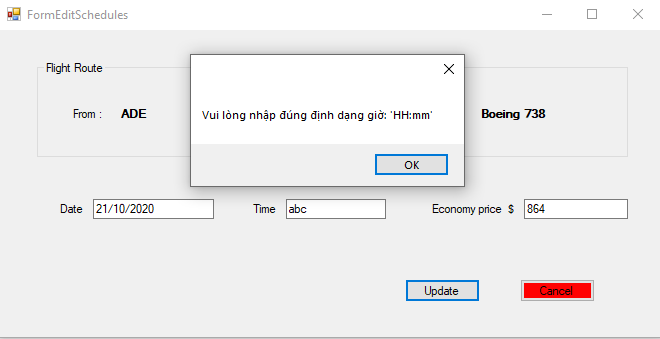 FormEditSchedules
Flight Route
From : ADE
Boeing 738
Vui lòng nhập đúng định dạng giờ: 'HH:mm'
OK
Date 21/10/2020 Time abc Economy price $ 864
Update Cancel